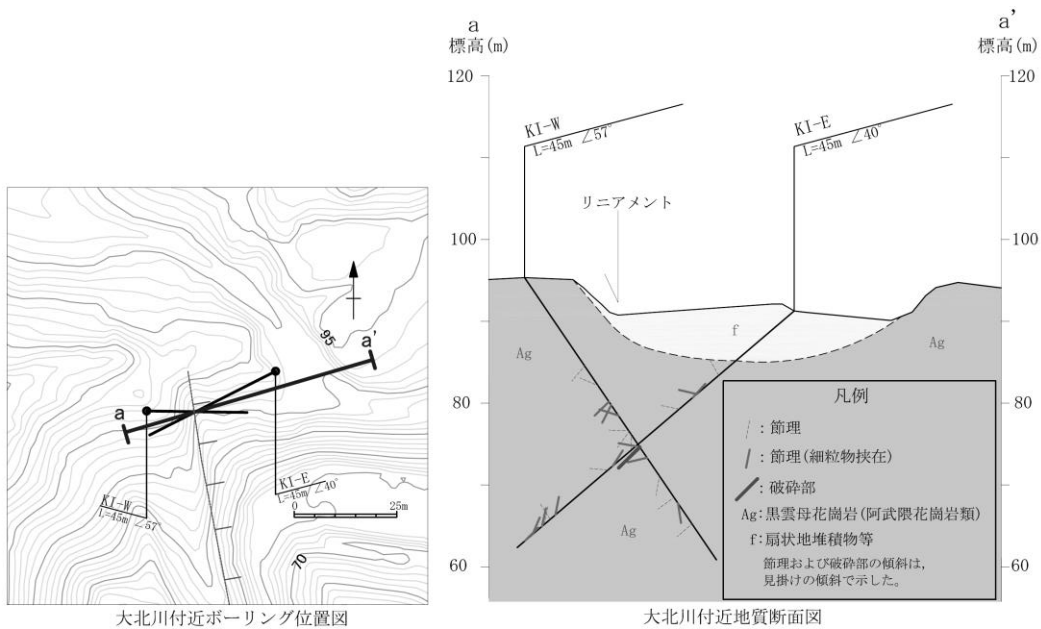 95
a'
a
KI-W
L=45m ∠57°
KI-E
L=45m ∠40°
0
25m
70
大北川付近ボーリング位置図
a
標高(m)
a'
標高(m)
120
120
KI-W
L=45m ∠57°
KI-E
L=45m ∠40°
リニアメント
100
100
f
Ag
Ag
80
80
凡例
：節理
：節理(細粒物挟在)
：破砕部
Ag：黒雲母花崗岩(阿武隈花崗岩類)
f：扇状地堆積物等
節理および破砕部の傾斜は，
見掛けの傾斜で示した。
Ag
60
60
大北川付近地質断面図